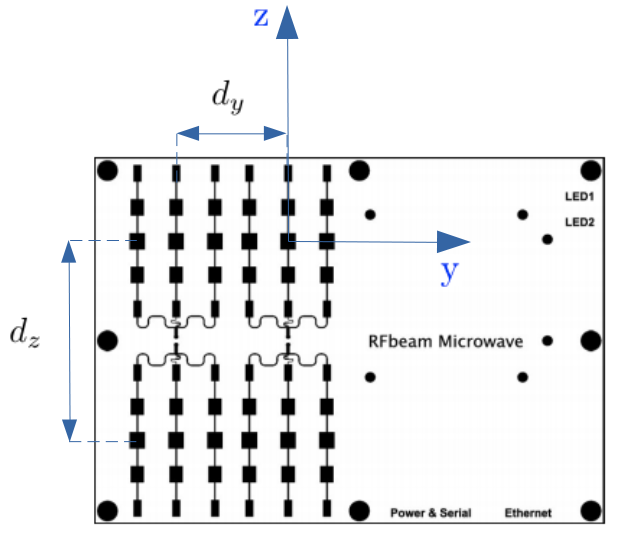 z
d_y
LED1
LED2
y
d_z
RFbeam Microwave
Power & Serial Ethernet